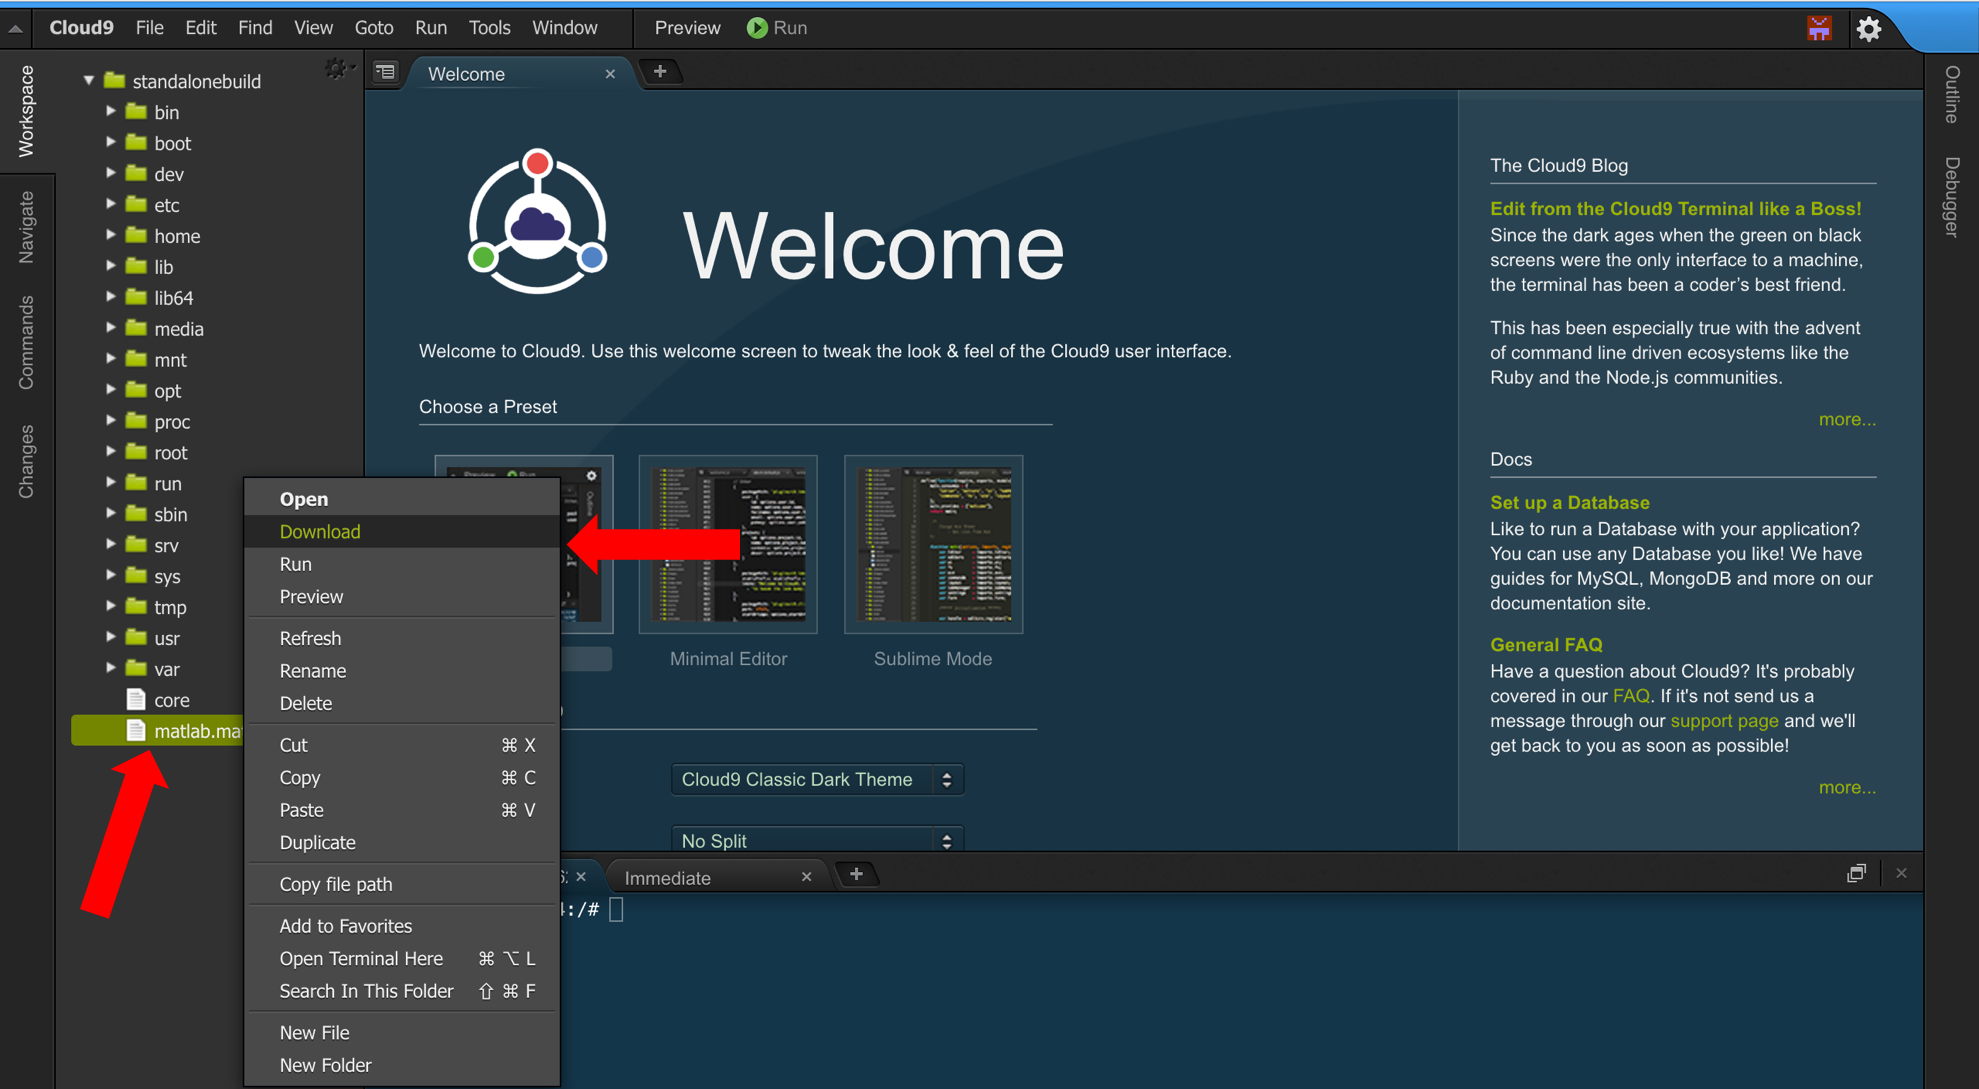 Cloud9 File Edit Find View Goto Run Tools Window Preview Run
Workspace
Navigate
Commands
Changes
standalonebuild
bin
boot
dev
etc
home
lib
lib64
media
mnt
opt
proc
root
run
sbin
srv
sys
tmp
usr
var
core
matlab.ma
Open
Download
Run
Preview
Refresh
Rename
Delete
Cut ⌘ X
Copy ⌘ C
Paste ⌘ V
Duplicate
Copy file path
Add to Favorites
Open Terminal Here ⌘ ⌥ L
Search In This Folder ⇧ ⌘ F
New File
New Folder
Welcome
Welcome
Welcome to Cloud9. Use this welcome screen to tweak the look & feel of the Cloud9 user interface.
Choose a Preset
Minimal Editor
Sublime Mode
Cloud9 Classic Dark Theme
No Split
Immediate
:/#
The Cloud9 Blog
Edit from the Cloud9 Terminal like a Boss!
Since the dark ages when the green on black
screens were the only interface to a machine,
the terminal has been a coder’s best friend.
This has been especially true with the advent
of command line driven ecosystems like the
Ruby and the Node.js communities.
more...
Docs
Set up a Database
Like to run a Database with your application?
You can use any Database you like! We have
guides for MySQL, MongoDB and more on our
documentation site.
General FAQ
Have a question about Cloud9? It's probably
covered in our FAQ. If it's not send us a
message through our support page and we'll
get back to you as soon as possible!
more...
Outline
Debugger